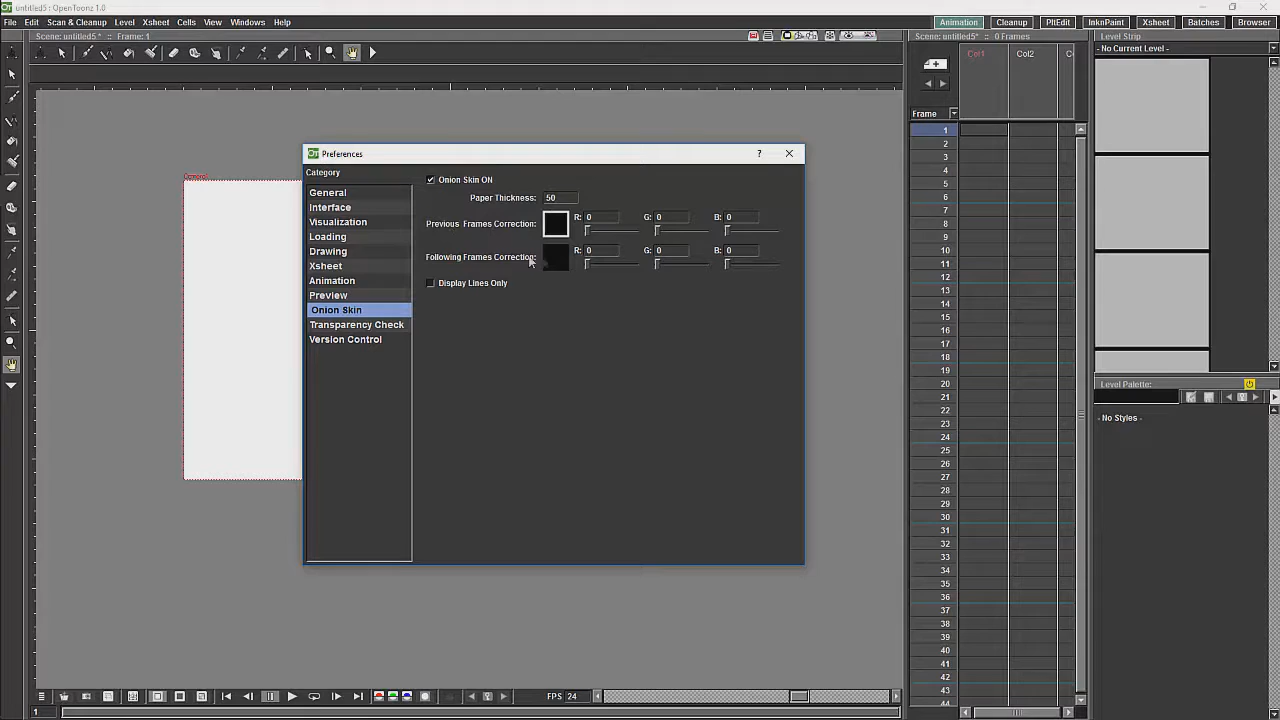 untitled5* : OpenToonz 1.0
File Edit Scan & Cleanup Level Xsheet Cells View Windows Help
Animation Cleanup PltEdit InknPaint Xsheet Batches Browser
Scene: untitled5* :: Frame: 1
Scene: untitled5* :: 0 Frames
Level Strip
- No Current Level -
Col1 Col2
Frame
1
2
3
4
5
6
7
8
9
10
11
12
13
14
15
16
17
18
19
20
21
22
23
24
25
26
27
28
29
30
31
32
33
34
35
36
37
38
39
40
41
42
43
44
Preferences
?
Category
General
Interface
Visualization
Loading
Drawing
Xsheet
Animation
Preview
Onion Skin
Transparency Check
Version Control
Onion Skin ON
Paper Thickness: 50
Previous Frames Correction: R: 0 G: 0 B: 0
Following Frames Correction: R: 0 G: 0 B: 0
Display Lines Only
Level Palette:
- No Styles -
FPS 24
1